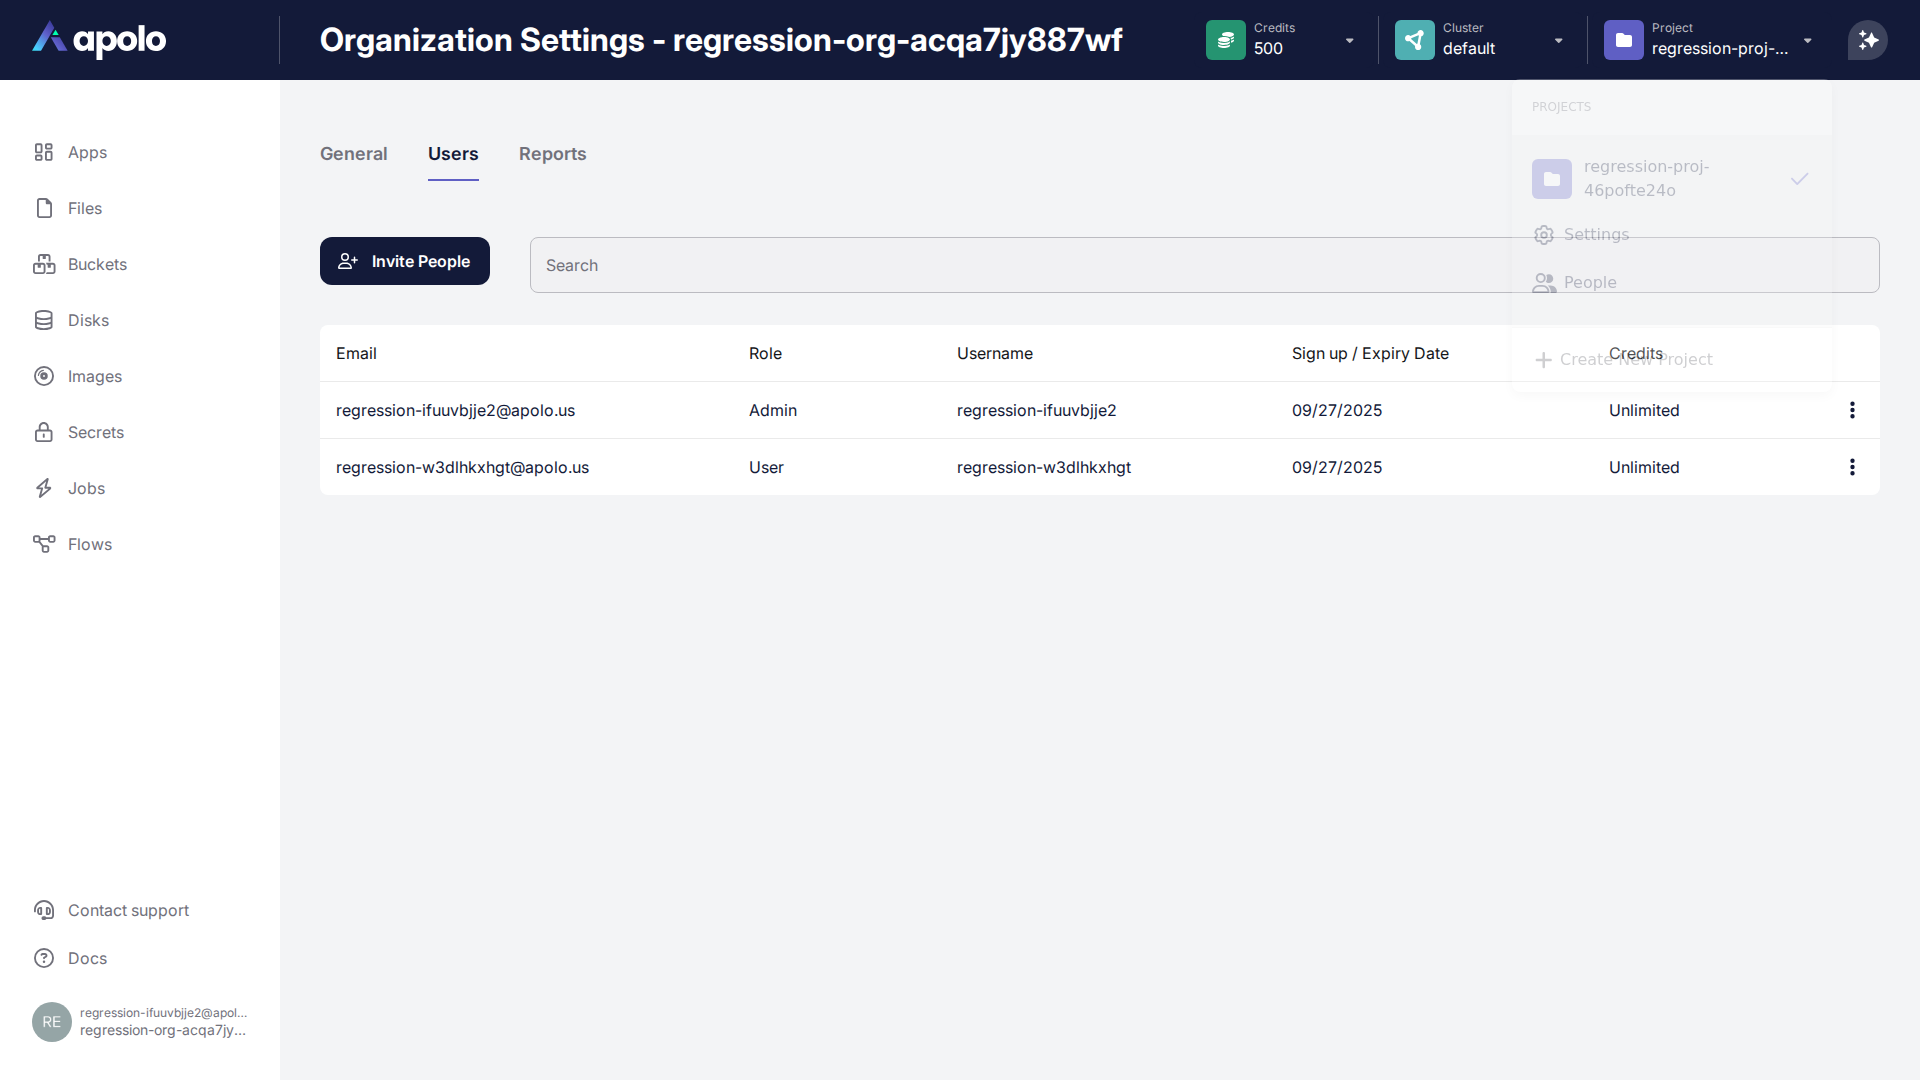 apolo
Organization Settings - regression-org-acqa7jy887wf
Credits
500
Cluster
default
Project
regression-proj-...
PROJECTS
regression-proj-
46pofte24o
Settings
People
Create New Project
Apps
Files
Buckets
Disks
Images
Secrets
Jobs
Flows
General Users Reports
Invite People
Search
Email Role Username Sign up / Expiry Date Credits
regression-ifuuvbjje2@apolo.us Admin regression-ifuuvbjje2 09/27/2025 Unlimited
regression-w3dlhkxhgt@apolo.us User regression-w3dlhkxhgt 09/27/2025 Unlimited
Contact support
Docs
RE
regression-ifuuvbjje2@apol...
regression-org-acqa7jy...